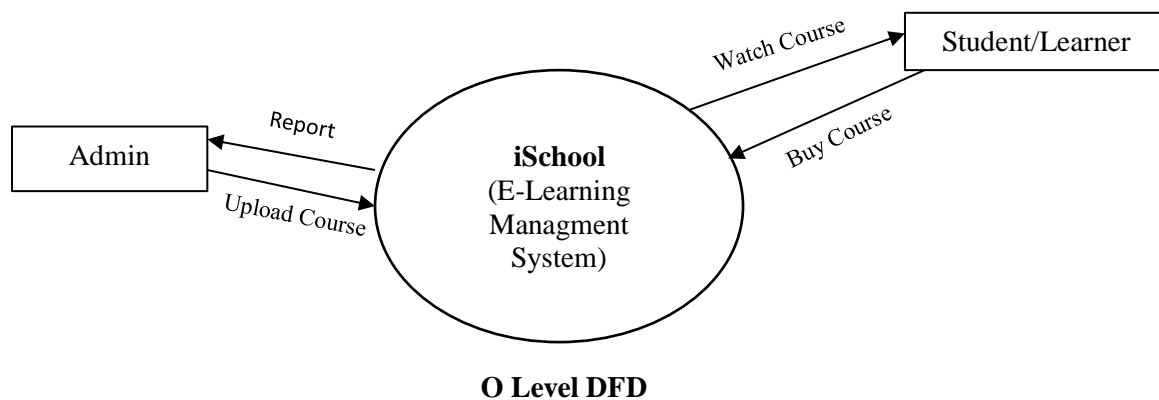 Watch Course
Student/Learner
Buy Course
Report
Admin
Upload Course
iSchool
(E-Learning
Managment
System)
O Level DFD